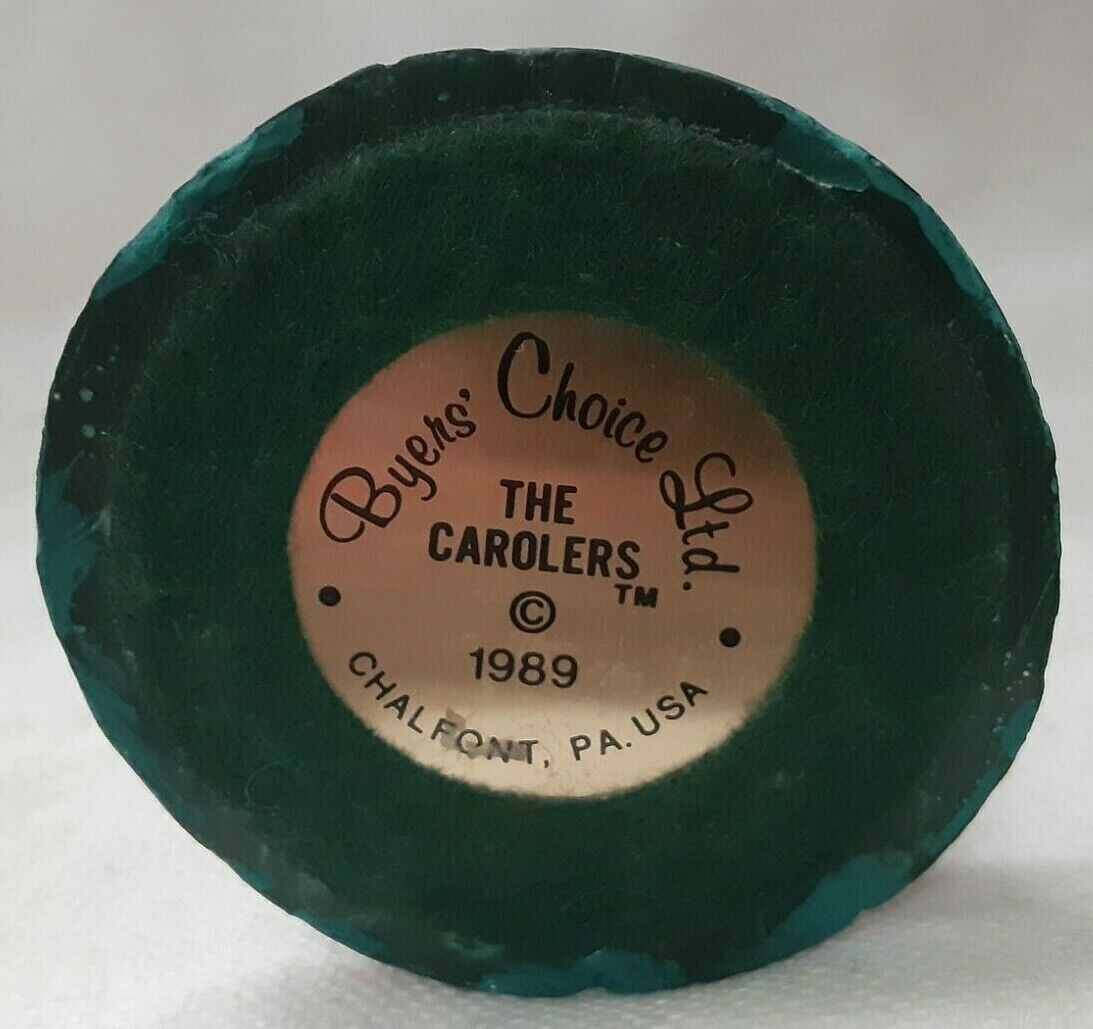 Byers' Choice Ltd.
THE
CAROLERS ™
©
1989
CHALFONT, PA. USA